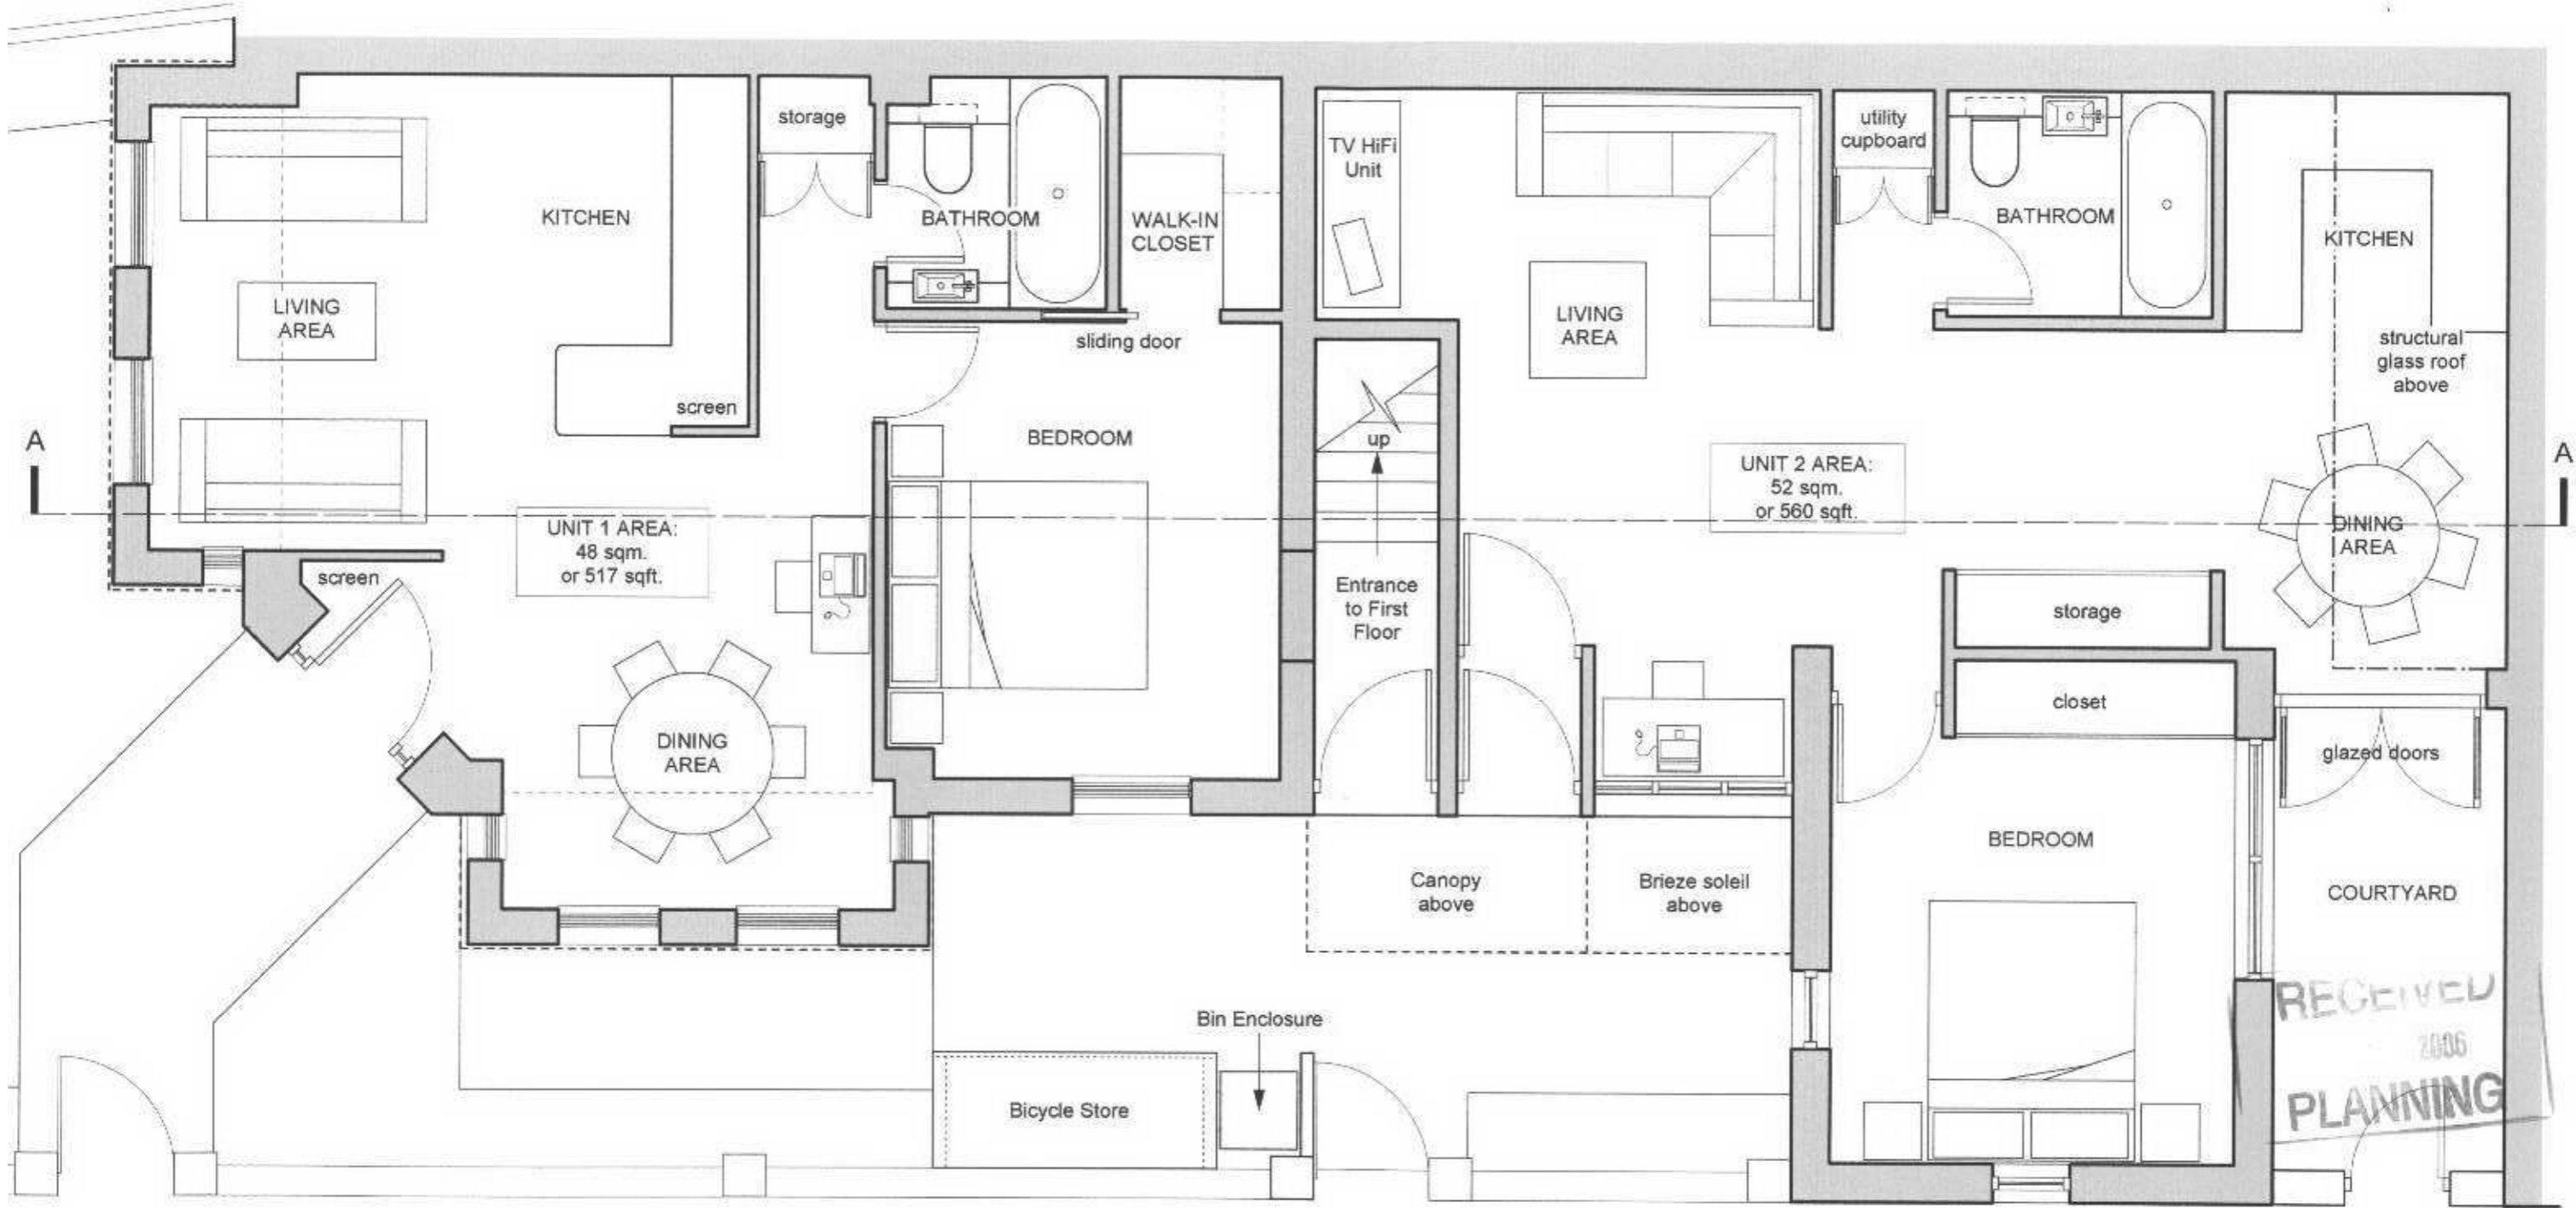 storage
KITCHEN
BATHROOM
WALK-IN
CLOSET
LIVING
AREA
sliding door
screen
BEDROOM
A
UNIT 1 AREA:
48 sqm.
or 517 sqft.
screen
DINING
AREA
TV HiFi
Unit
utility
cupboard
BATHROOM
KITCHEN
LIVING
AREA
structural
glass roof
above
up
UNIT 2 AREA:
52 sqm.
or 560 sqft.
A
DINING
AREA
Entrance
to First
Floor
storage
closet
glazed doors
BEDROOM
COURTYARD
Canopy
above
Brieze soleil
above
Bin Enclosure
Bicycle Store
RECEIVED
2006
PLANNING